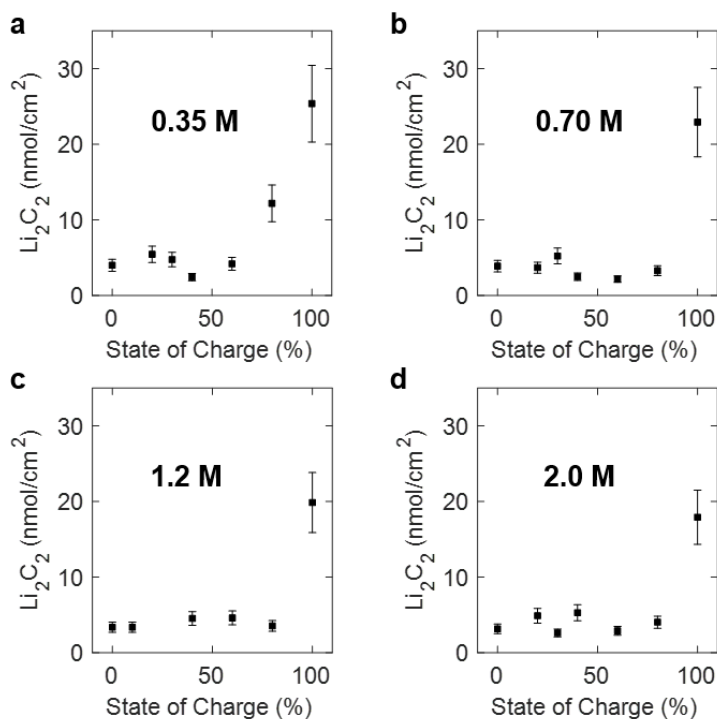 a
b
Li₂C₂ (nmol/cm²)
30
20
10
0
0.35 M
0 50 100
State of Charge (%)
Li₂C₂ (nmol/cm²)
30
20
10
0
0.70 M
0 50 100
State of Charge (%)
c
d
Li₂C₂ (nmol/cm²)
30
20
10
0
1.2 M
0 50 100
State of Charge (%)
Li₂C₂ (nmol/cm²)
30
20
10
0
2.0 M
0 50 100
State of Charge (%)